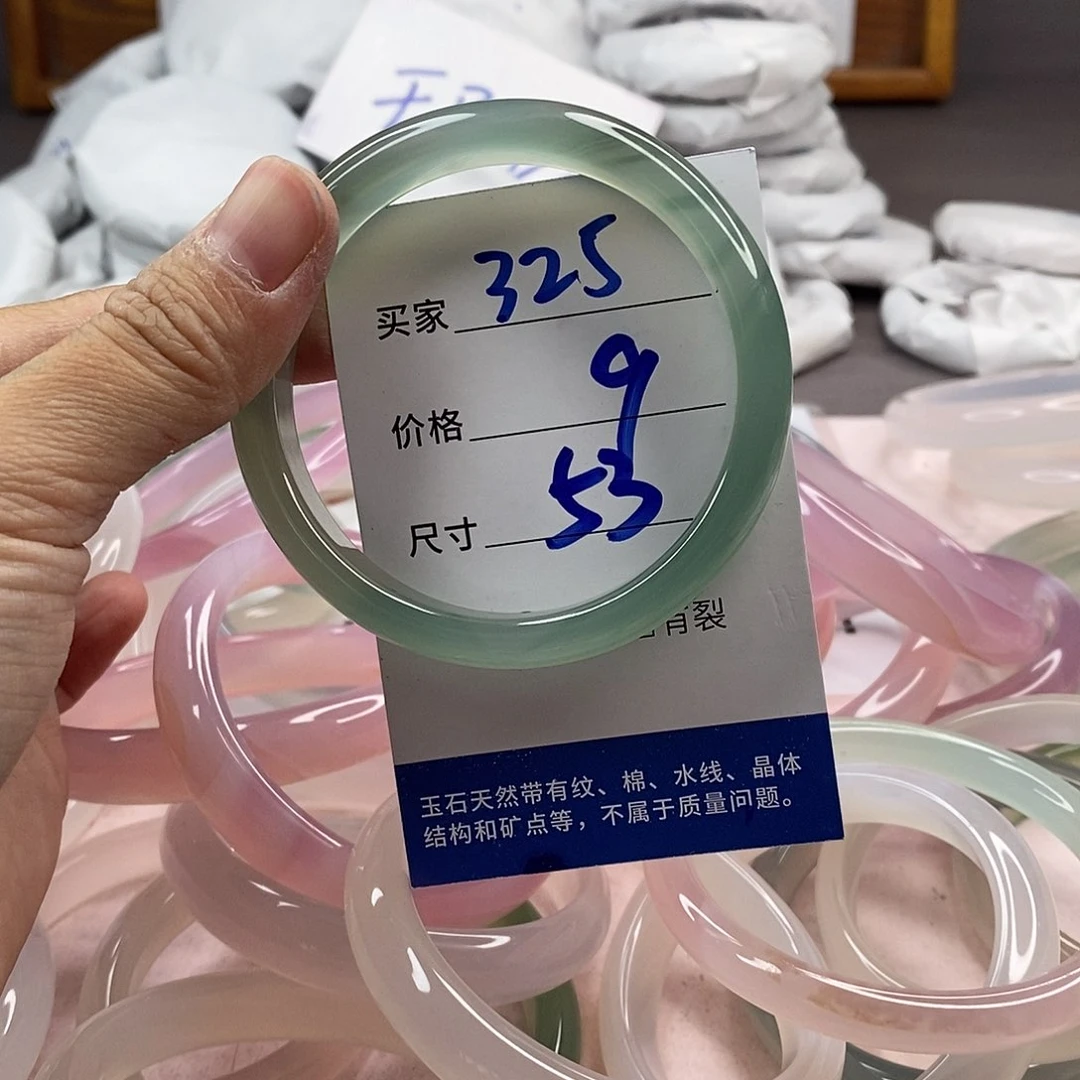 买家 325
价格 9
尺寸 53
有裂
玉石天然带有纹、棉、水线、晶体
结构和矿点等，不属于质量问题。